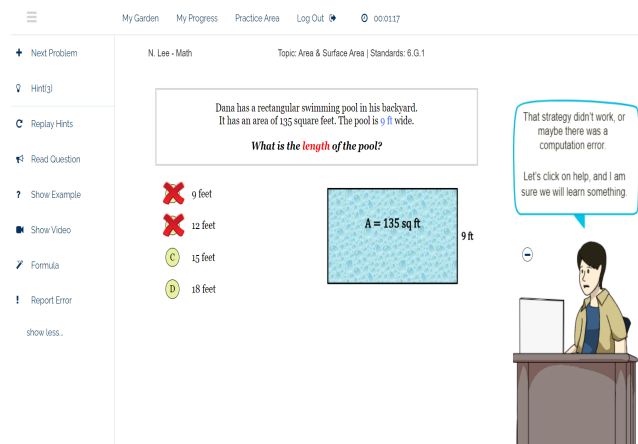 My Garden My Progress Practice Area Log Out 00:01:17
Next Problem
Hint(3)
Replay Hints
Read Question
Show Example
Show Video
Formula
Report Error
show less...
N. Lee - Math Topic: Area & Surface Area | Standards: 6.G.1
Dana has a rectangular swimming pool in his backyard.
It has an area of 135 square feet. The pool is 9 ft wide.
What is the length of the pool?
9 feet
12 feet
C 15 feet
D 18 feet
A = 135 sq ft
9 ft
That strategy didn't work, or
maybe there was a
computation error.
Let's click on help, and I am
sure we will learn something.